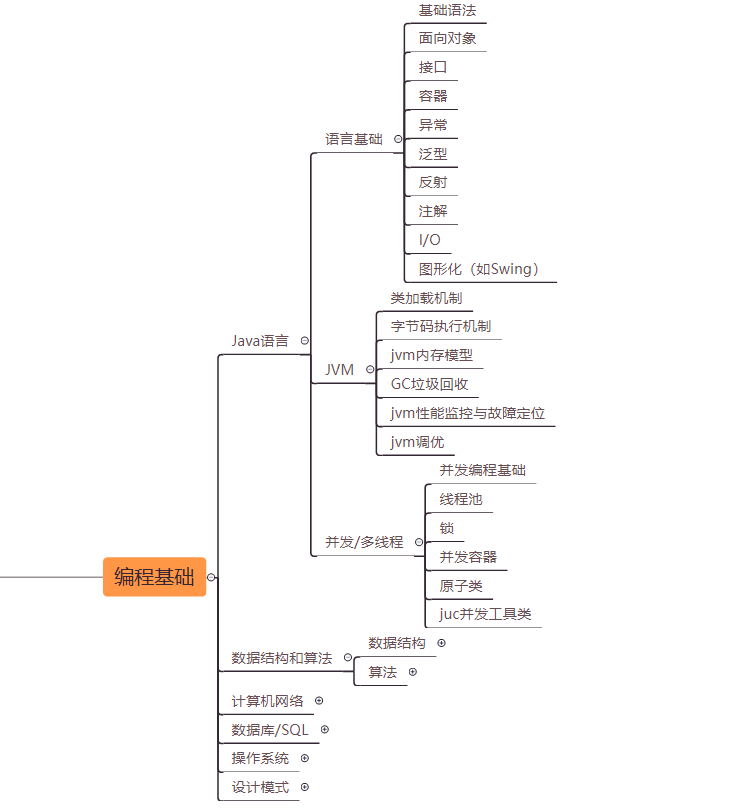 基础语法
面向对象
接口
容器
异常
语言基础
泛型
反射
注解
I/O
图形化（如Swing）
类加载机制
字节码执行机制
Java语言
jvm内存模型
JVM
GC垃圾回收
jvm性能监控与故障定位
jvm调优
并发编程基础
线程池
锁
并发/多线程
并发容器
编程基础
原子类
juc并发工具类
数据结构
数据结构和算法
算法
计算机网络
数据库/SQL
操作系统
设计模式